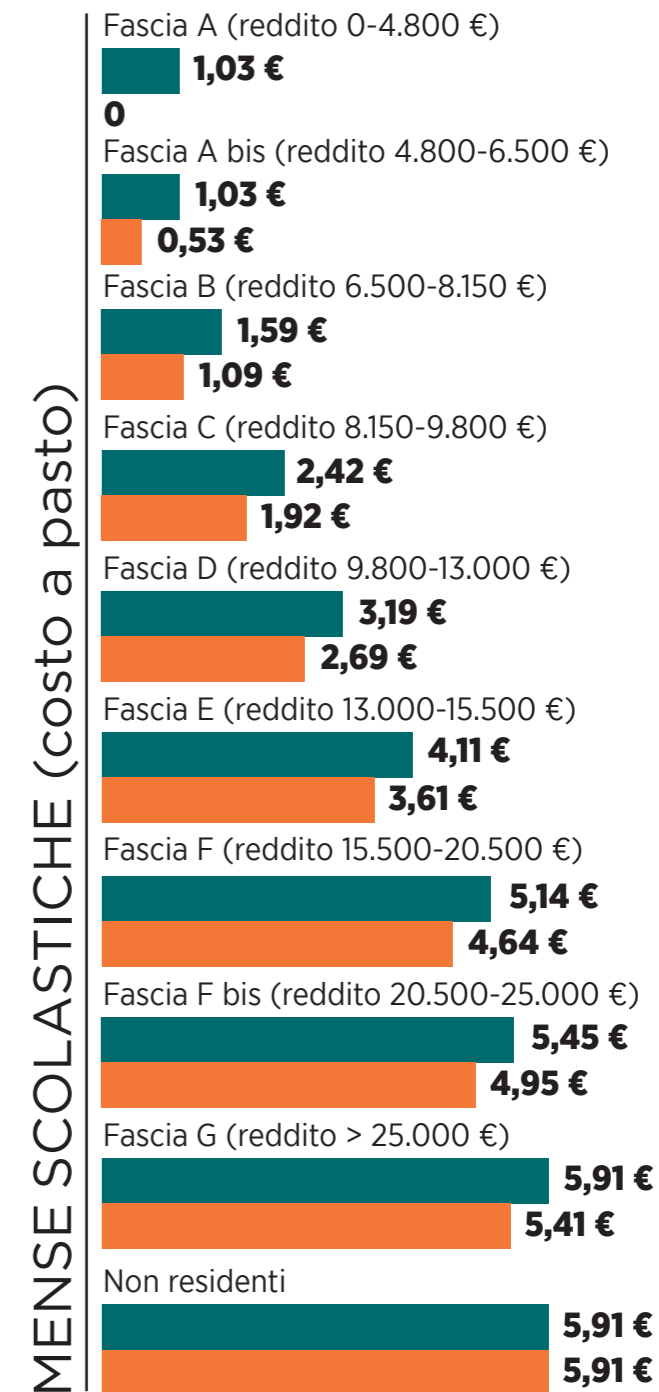 MENSE SCOLASTICHE (costo a pasto)
Fascia A (reddito 0-4.800 €)
1,03 €
0
Fascia A bis (reddito 4.800-6.500 €)
1,03 €
0,53 €
Fascia B (reddito 6.500-8.150 €)
1,59 €
1,09 €
Fascia C (reddito 8.150-9.800 €)
2,42 €
1,92 €
Fascia D (reddito 9.800-13.000 €)
3,19 €
2,69 €
Fascia E (reddito 13.000-15.500 €)
4,11 €
3,61 €
Fascia F (reddito 15.500-20.500 €)
5,14 €
4,64 €
Fascia F bis (reddito 20.500-25.000 €)
5,45 €
4,95 €
Fascia G (reddito > 25.000 €)
5,91 €
5,41 €
Non residenti
5,91 €
5,91 €